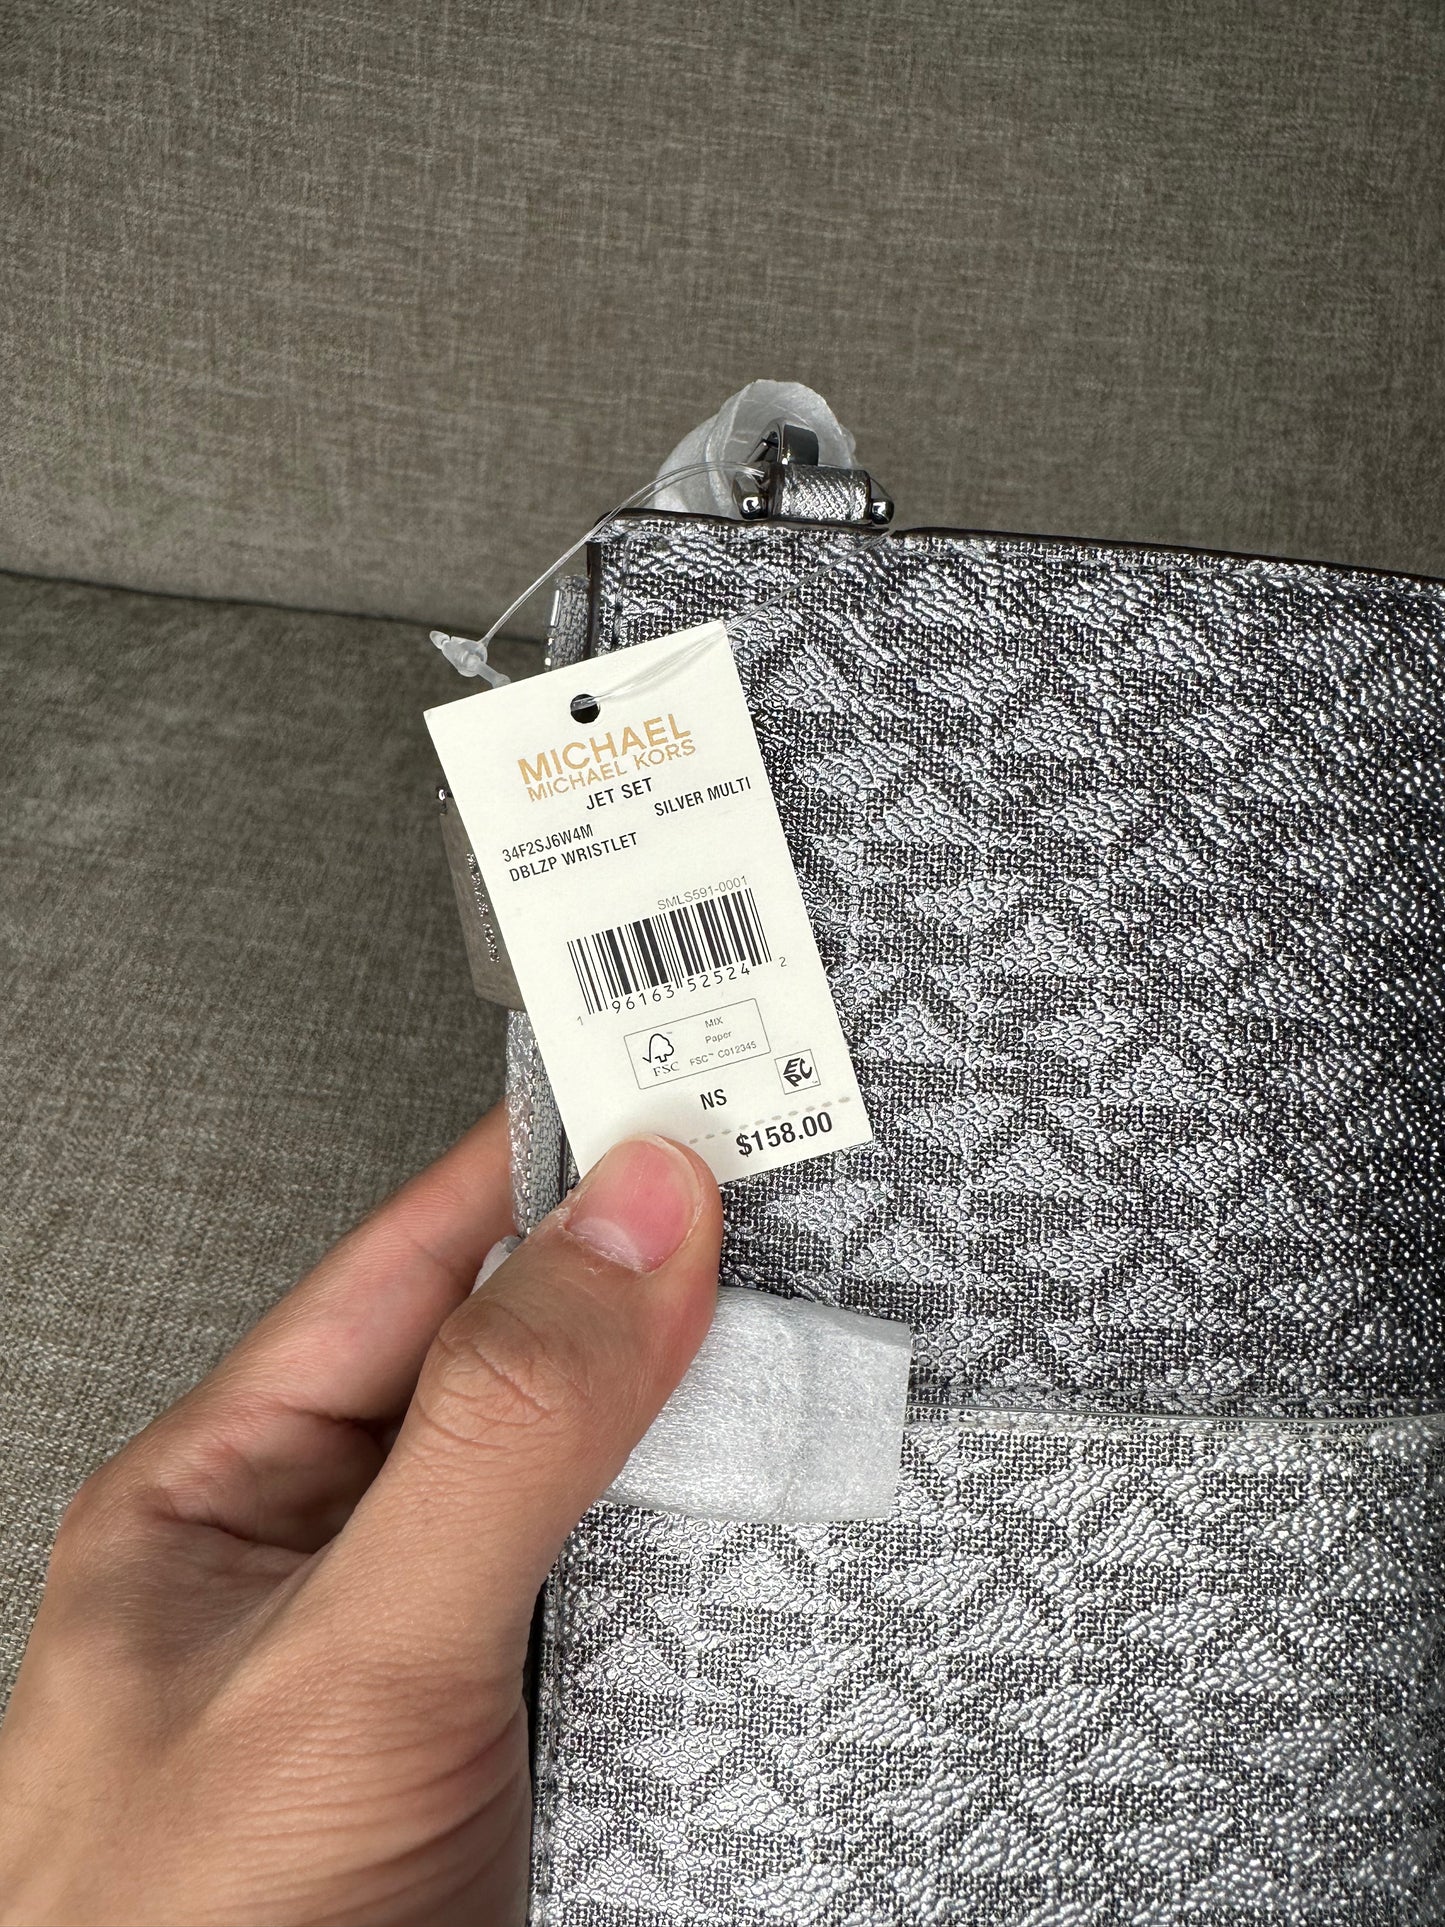 MICHAEL
MICHAEL KORS
JET SET
SILVER MULTI
34F2SJ6W4M
DBLZP WRISTLET
SMLS591-0001
1 96163 52524 2
MIX
Paper
FSC™ C012345
FSC
EPC
NS
$158.00